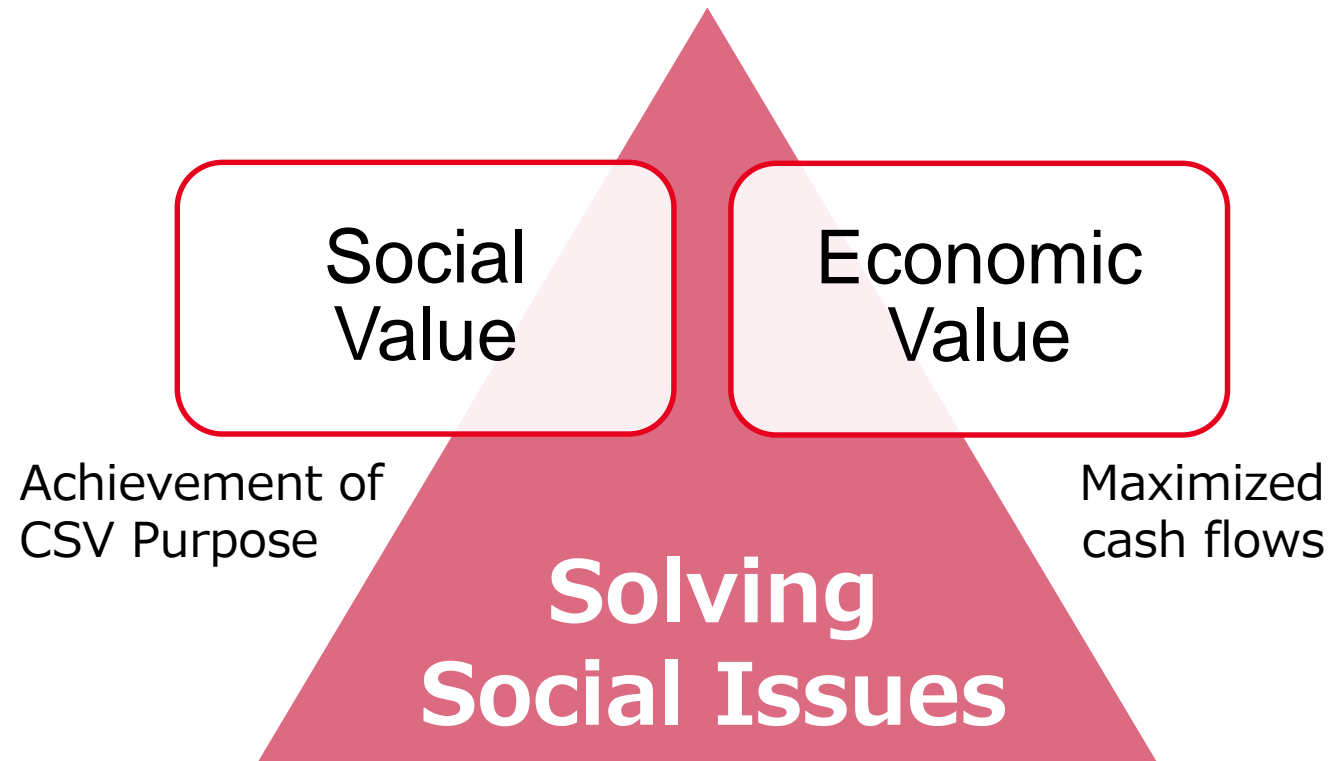 Social
Value
Economic
Value
Achievement of
CSV Purpose
Maximized
cash flows
Solving
Social Issues